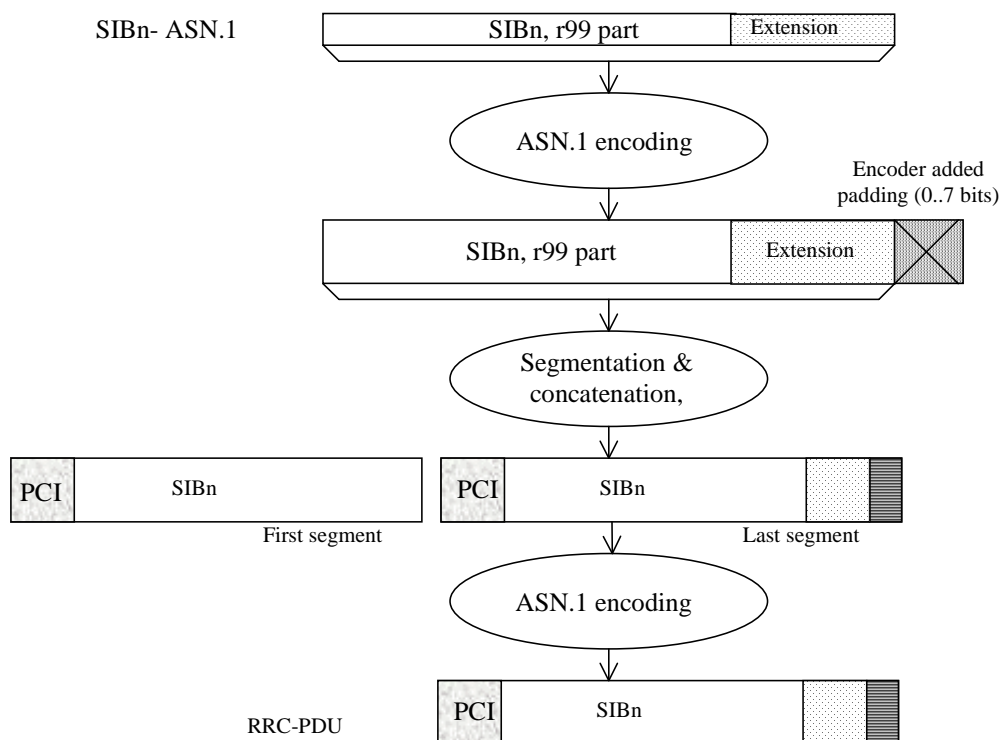 SIBn- ASN.1
SIBn, r99 part
Extension
ASN.1 encoding
Encoder added
padding (0..7 bits)
SIBn, r99 part
Extension
Segmentation &
concatenation,
PCI
SIBn
PCI
SIBn
First segment
Last segment
ASN.1 encoding
PCI
SIBn
RRC-PDU